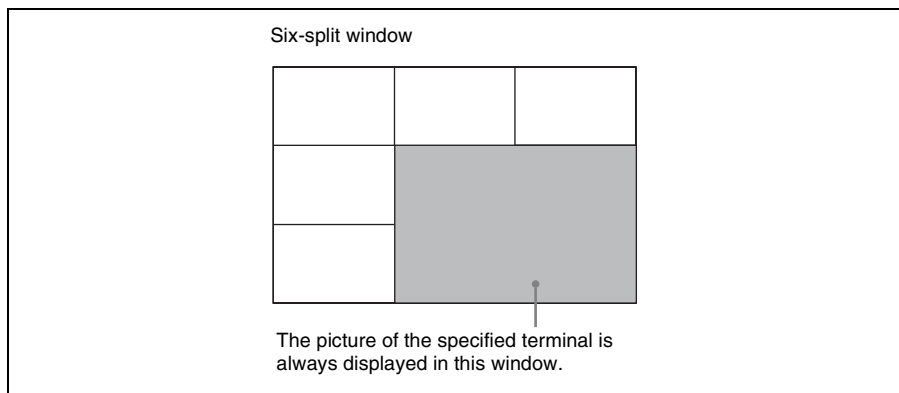 Six-split window
The picture of the specified terminal is
always displayed in this window.